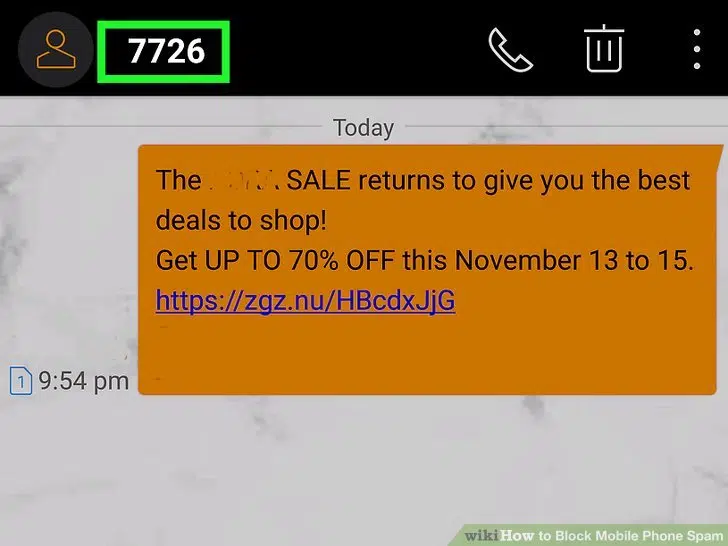 7726
Today
The SALE returns to give you the best
deals to shop!
Get UP TO 70% OFF this November 13 to 15.
https://zgz.nu/HBcdxJjG
1 9:54 pm
wikiHow to Block Mobile Phone Spam